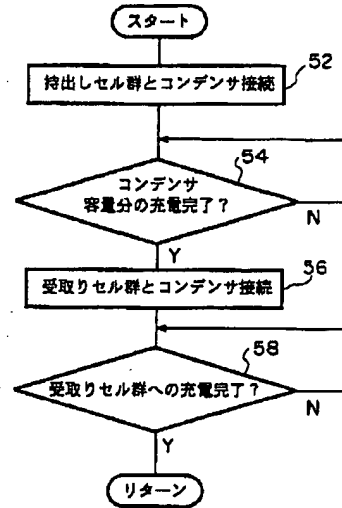 スタート
持出しセル群とコンデンサ接続
52
54
コンデンサ
容量分の充電完了?
N
Y
受取りセル群とコンデンサ接続
56
58
受取りセル群への充電完了?
N
Y
リターン